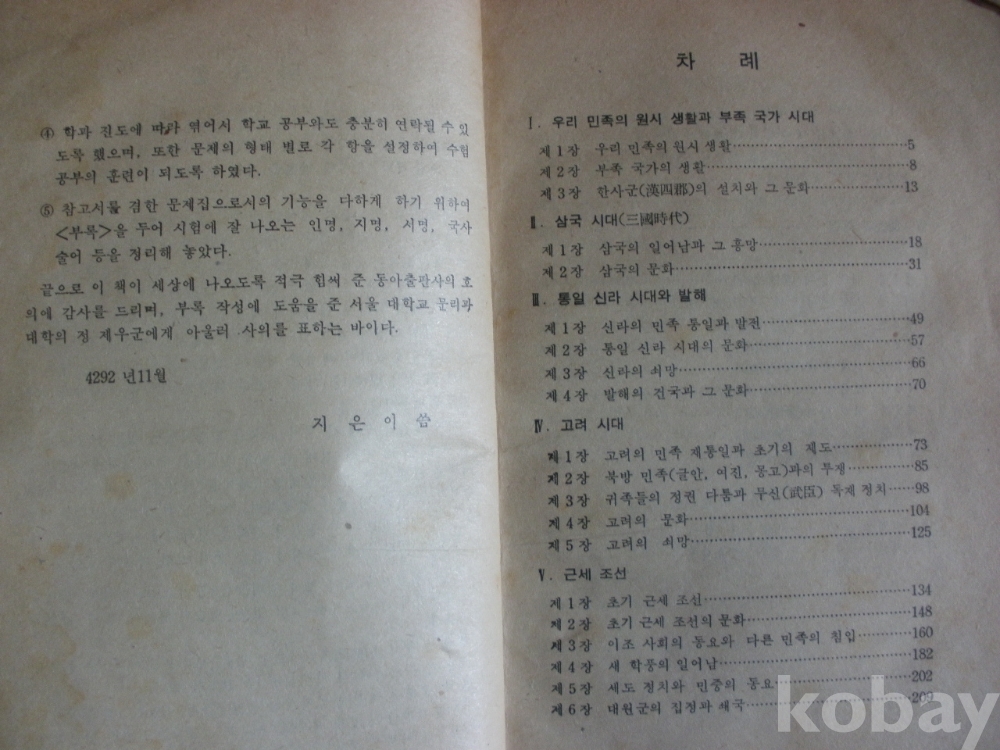 ④ 학과 진도에 따라 엮어서 학교 공부와도 충분히 연락될 수 있
도록 했으며, 또한 문제의 형태 별로 각 항을 설정하여 수험
공부의 훈련이 되도록 하였다.
⑤ 참고서를 겸한 문제집으로서의 기능을 다하게 하기 위하여
<부록>을 두어 시험에 잘 나오는 인명, 지명, 서명, 국사
술어 등을 정리해 놓았다.
끝으로 이 책이 세상에 나오도록 적극 힘써 준 동아출판사의 호
의에 감사를 드리며, 부록 작성에 도움을 준 서울 대학교 문리과
대학의 정 재우군에게 아울러 사의를 표하는 바이다.
4292 년 11월
지 은 이 씀
차 례
Ⅰ. 우리 민족의 원시 생활과 부족 국가 시대
제 1 장 우리 민족의 원시 생활 5
제 2 장 부족 국가의 생활 8
제 3 장 한사군(漢四郡)의 설치와 그 문화 13
Ⅱ. 삼국 시대(三國時代)
제 1 장 삼국의 일어남과 그 흥망 18
제 2 장 삼국의 문화 31
Ⅲ. 통일 신라 시대와 발해
제 1 장 신라의 민족 통일과 발전 49
제 2 장 통일 신라 시대의 문화 57
제 3 장 신라의 쇠망 66
제 4 장 발해의 건국과 그 문화 70
Ⅳ. 고려 시대
제 1 장 고려의 민족 재통일과 초기의 제도 73
제 2 장 북방 민족(글안, 여진, 몽고)과의 투쟁 85
제 3 장 귀족들의 정권 다툼과 무신(武臣) 독재 정치 98
제 4 장 고려의 문화 104
제 5 장 고려의 쇠망 125
Ⅴ. 근세 조선
제 1 장 초기 근세 조선 134
제 2 장 초기 근세 조선의 문화 148
제 3 장 이조 사회의 동요와 다른 민족의 침입 160
제 4 장 새 학풍의 일어남 182
제 5 장 세도 정치와 민중의 동요 202
제 6 장 대원군의 집정과 쇄국
kobay